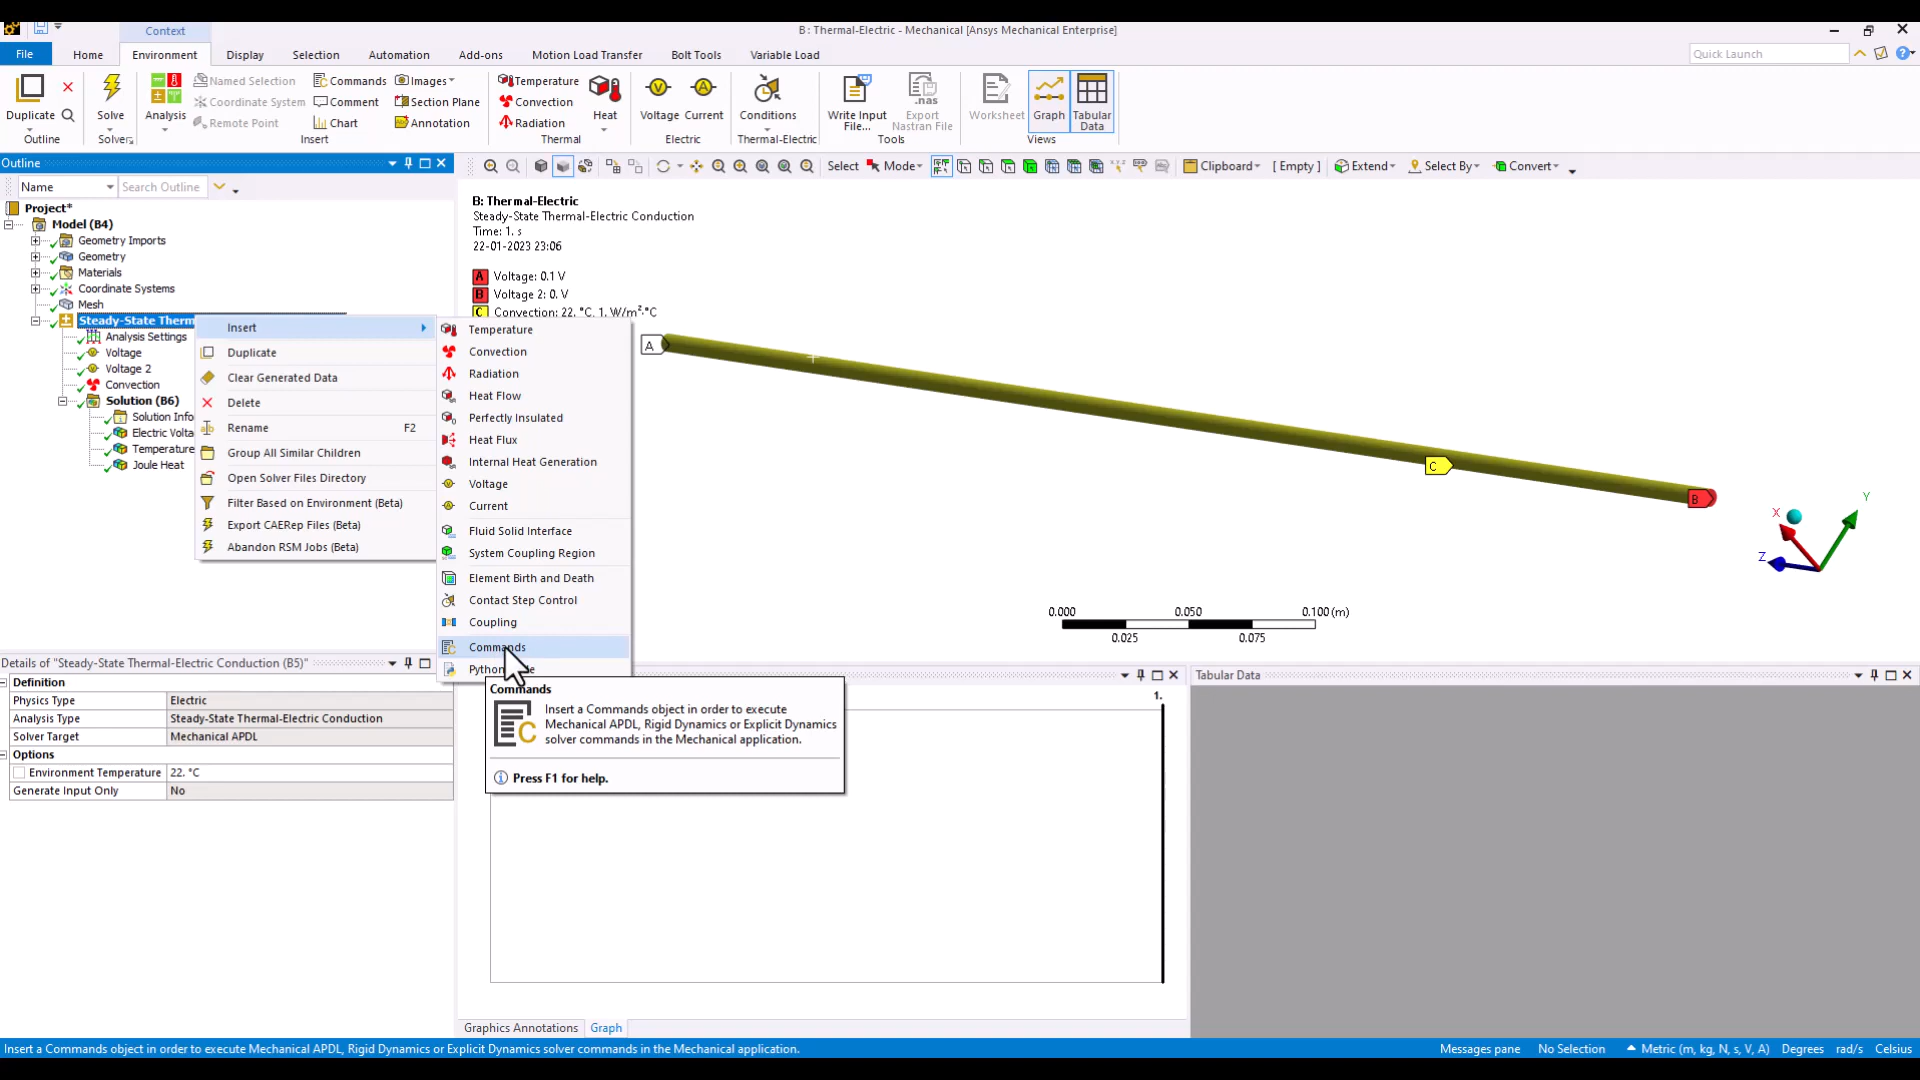 B : Thermal-Electric - Mechanical [Ansys Mechanical Enterprise]
Context
File
Home
Environment
Display
Selection
Automation
Add-ons
Motion Load Transfer
Bolt Tools
Variable Load
Quick Launch
Duplicate
Outline
Solve
Solver
Analysis
Named Selection
Coordinate System
Remote Point
Commands
Comment
Chart
Images
Section Plane
Annotation
Insert
Temperature
Convection
Radiation
Heat
Thermal
Voltage
Current
Electric
Conditions
Thermal-Electric
Write Input
File...
Export
Nastran File
Tools
Worksheet
Graph
Tabular
Data
Views
Outline
Name
Search Outline
Select
Mode
Clipboard
[ Empty ]
Extend
Select By
Convert
Project*
Model (B4)
Geometry Imports
Geometry
Materials
Coordinate Systems
Mesh
Steady-State Therm
Analysis Settings
Voltage
Voltage 2
Convection
Solution (B6)
Solution Info
Electric Volta
Temperature
Joule Heat
Insert
Duplicate
Clear Generated Data
Delete
Rename F2
Group All Similar Children
Open Solver Files Directory
Filter Based on Environment (Beta)
Export CAERep Files (Beta)
Abandon RSM Jobs (Beta)
Temperature
Convection
Radiation
Heat Flow
Perfectly Insulated
Heat Flux
Internal Heat Generation
Voltage
Current
Fluid Solid Interface
System Coupling Region
Element Birth and Death
Contact Step Control
Coupling
Commands
Commands
Insert a Commands object in order to execute
Mechanical APDL, Rigid Dynamics or Explicit Dynamics
solver commands in the Mechanical application.
Press F1 for help.
B: Thermal-Electric
Steady-State Thermal-Electric Conduction
Time: 1. s
22-01-2023 23:06
A Voltage: 0.1 V
B Voltage 2: 0. V
C Convection: 22. °C, 1. W/m²·°C
A
C
B
X
Y
Z
0.000 0.050 0.100 (m)
0.025 0.075
Details of "Steady-State Thermal-Electric Conduction (B5)"
Definition
Physics Type Electric
Analysis Type Steady-State Thermal-Electric Conduction
Solver Target Mechanical APDL
Options
Environment Temperature 22. °C
Generate Input Only No
1.
Tabular Data
Graphics Annotations
Graph
Insert a Commands object in order to execute Mechanical APDL, Rigid Dynamics or Explicit Dynamics solver commands in the Mechanical application.
Messages pane
No Selection
Metric (m, kg, N, s, V, A)
Degrees
rad/s
Celsius